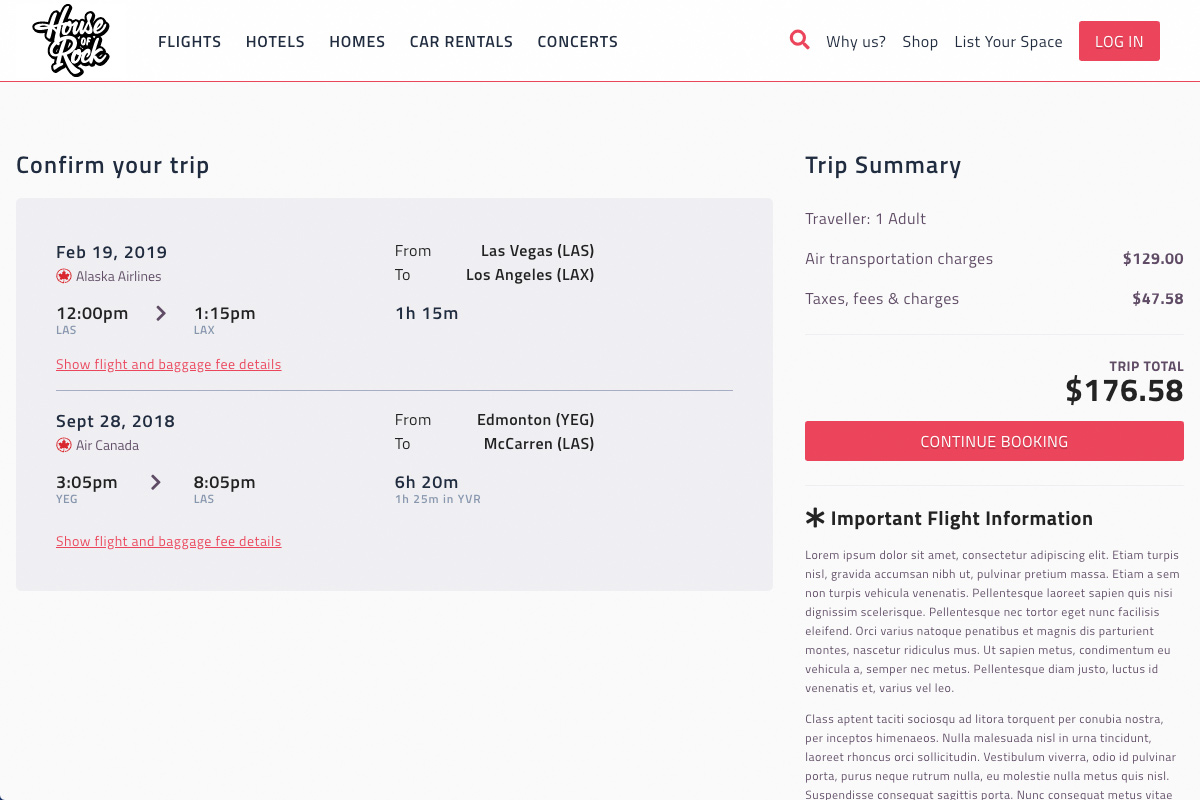 House
OF
Rock
FLIGHTS HOTELS HOMES CAR RENTALS CONCERTS
Why us? Shop List Your Space LOG IN
Confirm your trip
Feb 19, 2019
Alaska Airlines
From Las Vegas (LAS)
To Los Angeles (LAX)
12:00pm 1:15pm 1h 15m
LAS LAX
Show flight and baggage fee details
Sept 28, 2018
Air Canada
From Edmonton (YEG)
To McCarren (LAS)
3:05pm 8:05pm 6h 20m
YEG LAS 1h 25m in YVR
Show flight and baggage fee details
Trip Summary
Traveller: 1 Adult
Air transportation charges $129.00
Taxes, fees & charges $47.58
TRIP TOTAL
$176.58
CONTINUE BOOKING
Important Flight Information
Lorem ipsum dolor sit amet, consectetur adipiscing elit. Etiam turpis
nisl, gravida accumsan nibh ut, pulvinar pretium massa. Etiam a sem
non turpis vehicula venenatis. Pellentesque laoreet sapien quis nisi
dignissim scelerisque. Pellentesque nec tortor eget nunc facilisis
eleifend. Orci varius natoque penatibus et magnis dis parturient
montes, nascetur ridiculus mus. Ut sapien metus, condimentum eu
vehicula a, semper nec metus. Pellentesque diam justo, luctus id
venenatis et, varius vel leo.
Class aptent taciti sociosqu ad litora torquent per conubia nostra,
per inceptos himenaeos. Nulla malesuada nisl in urna tincidunt,
laoreet rhoncus orci sollicitudin. Vestibulum viverra, odio id pulvinar
porta, purus neque rutrum nulla, eu molestie nulla metus quis nisl.
Suspendisse consequat sagittis porta. Nunc consequat metus vitae